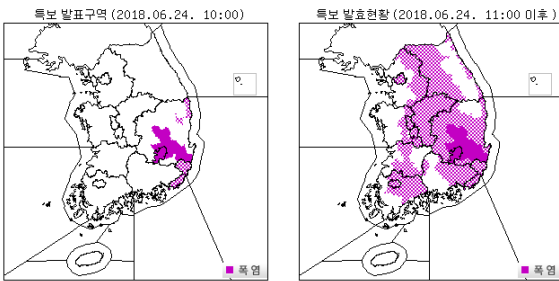 특보 발표구역 (2018.06.24. 10:00)
특보 발효현황 (2018.06.24. 11:00 이후 )
폭염
폭염